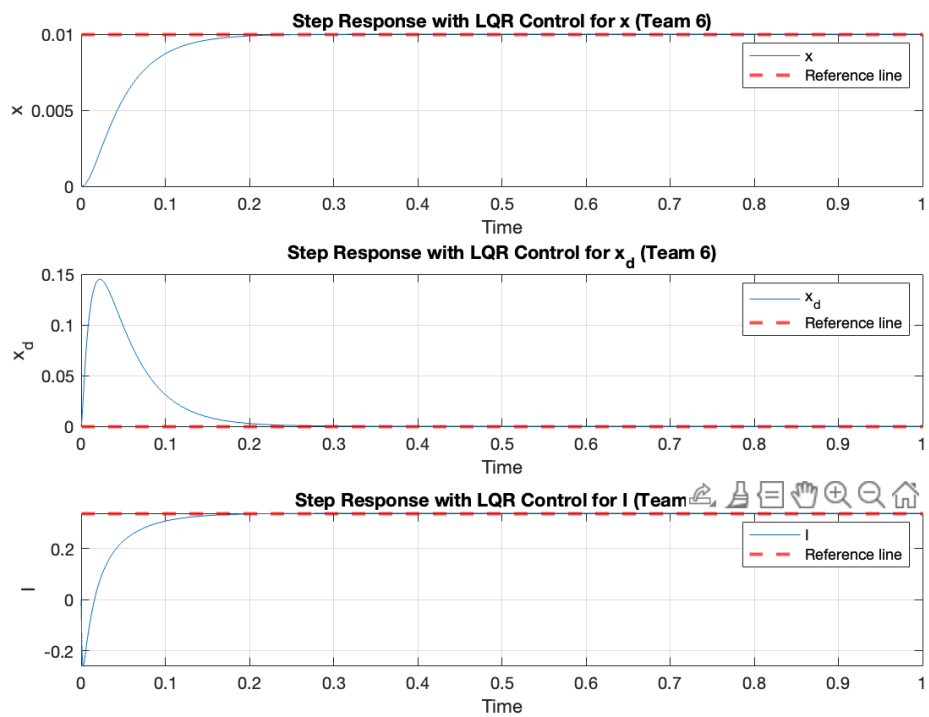 Step Response with LQR Control for x (Team 6)
0.01
0.005
0
x
0 0.1 0.2 0.3 0.4 0.5 0.6 0.7 0.8 0.9 1
Time
x
Reference line
Step Response with LQR Control for x_d (Team 6)
0.15
0.1
0.05
0
x_d
0 0.1 0.2 0.3 0.4 0.5 0.6 0.7 0.8 0.9 1
Time
x_d
Reference line
Step Response with LQR Control for I (Team
0.2
0
-0.2
I
0 0.1 0.2 0.3 0.4 0.5 0.6 0.7 0.8 0.9 1
Time
I
Reference line